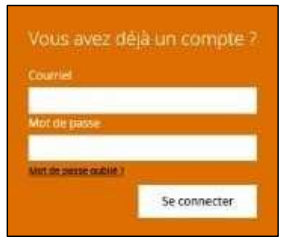 Vous avez déjà un compte ?
Courriel
Mot de passe
Mot de passe oublié ?
Se connecter